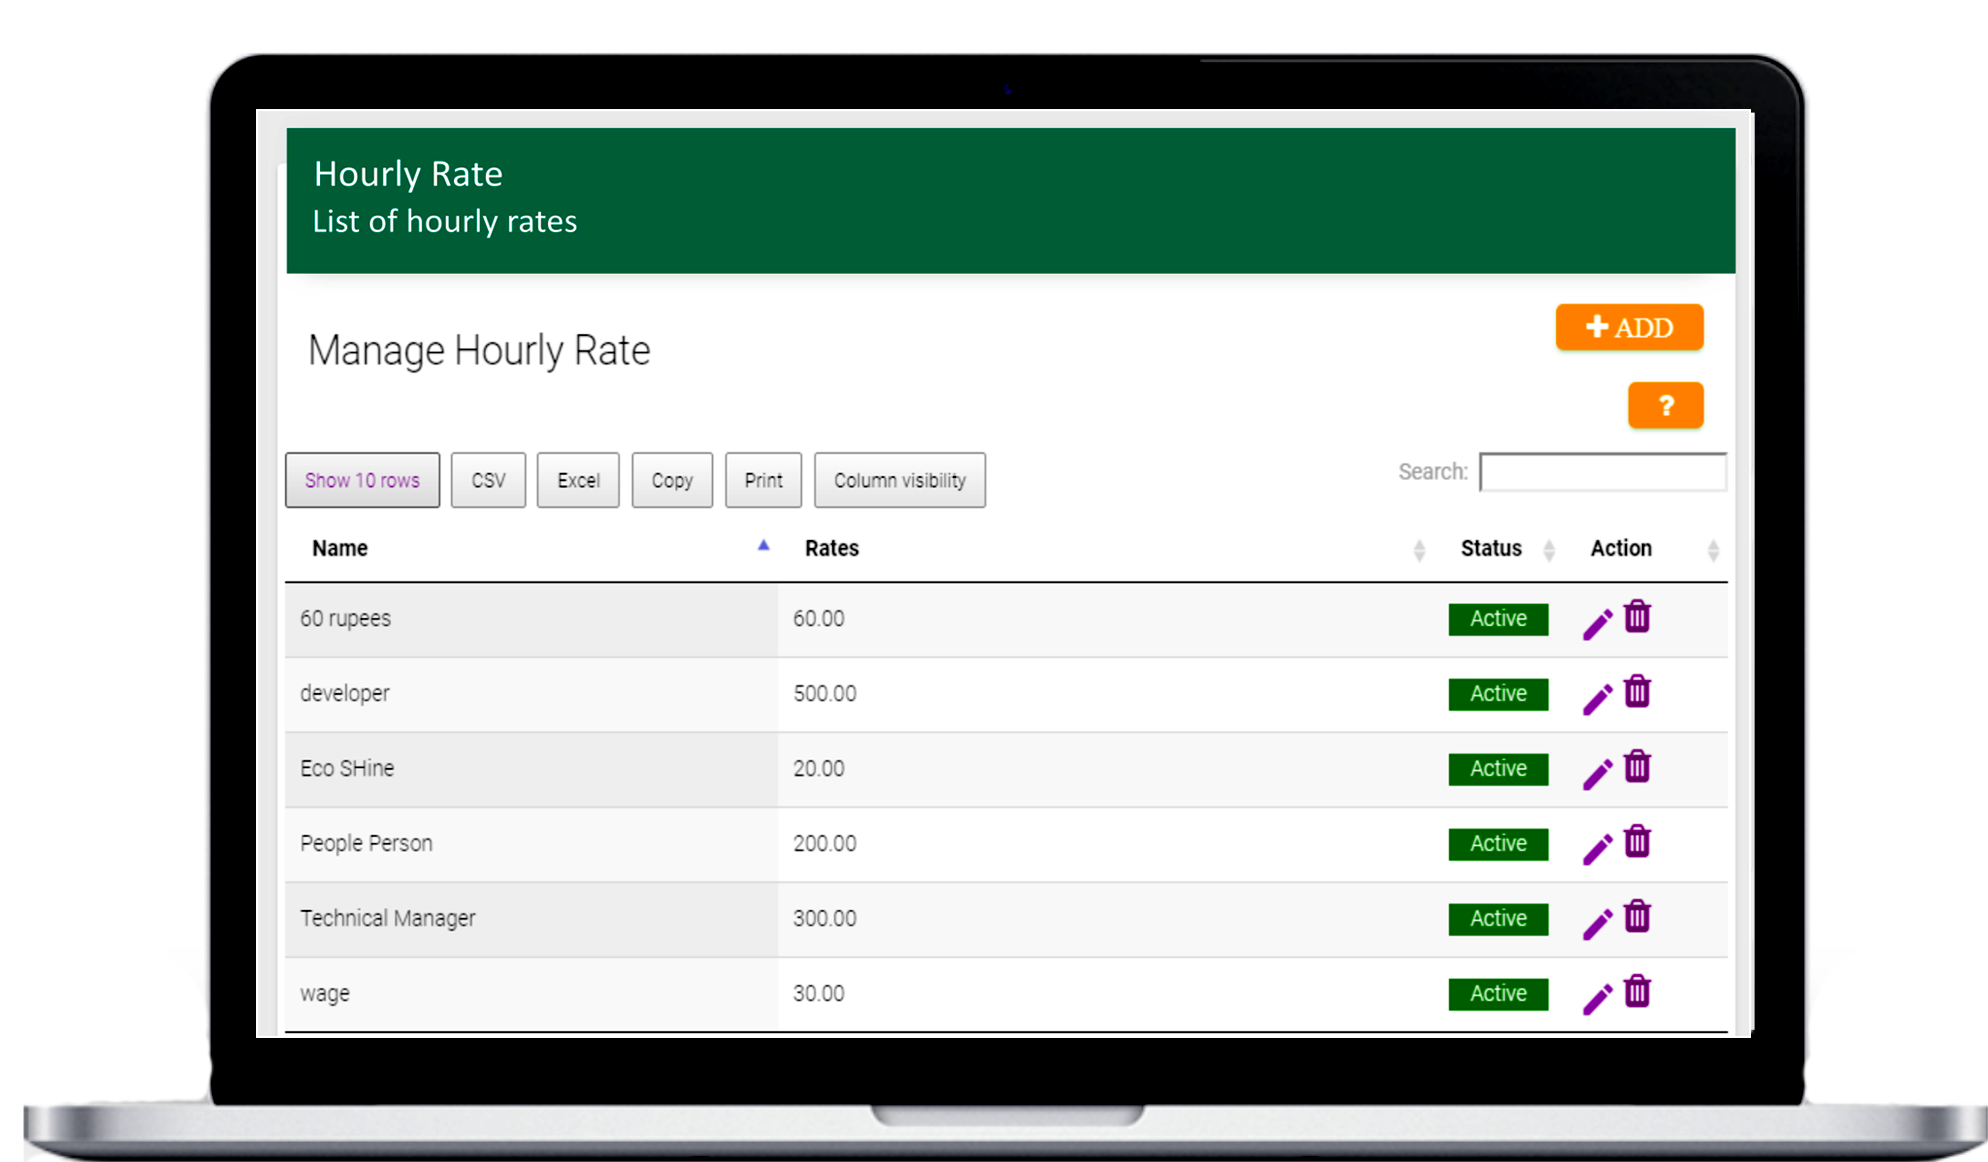 Hourly Rate
List of hourly rates
Manage Hourly Rate
ADD
?
Show 10 rows CSV Excel Copy Print Column visibility Search:
Name Rates Status Action
60 rupees 60.00 Active
developer 500.00 Active
Eco SHine 20.00 Active
People Person 200.00 Active
Technical Manager 300.00 Active
wage 30.00 Active